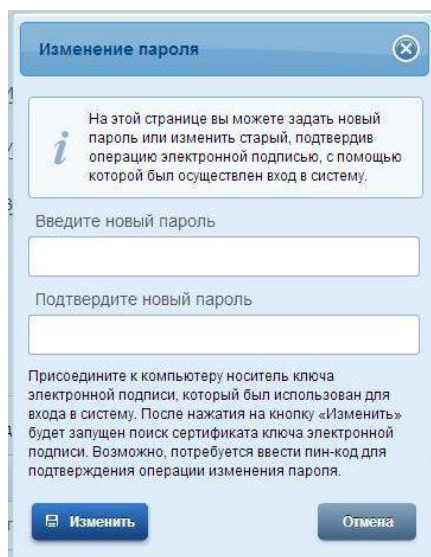 Изменение пароля
На этой странице вы можете задать новый
пароль или изменить старый, подтвердив
операцию электронной подписью, с помощью
которой был осуществлен вход в систему.
Введите новый пароль
Подтвердите новый пароль
Присоедините к компьютеру носитель ключа
электронной подписи, который был использован для
входа в систему. После нажатия на кнопку «Изменить»
будет запущен поиск сертификата ключа электронной
подписи. Возможно, потребуется ввести пин-код для
подтверждения операции изменения пароля.
Изменить
Отмена